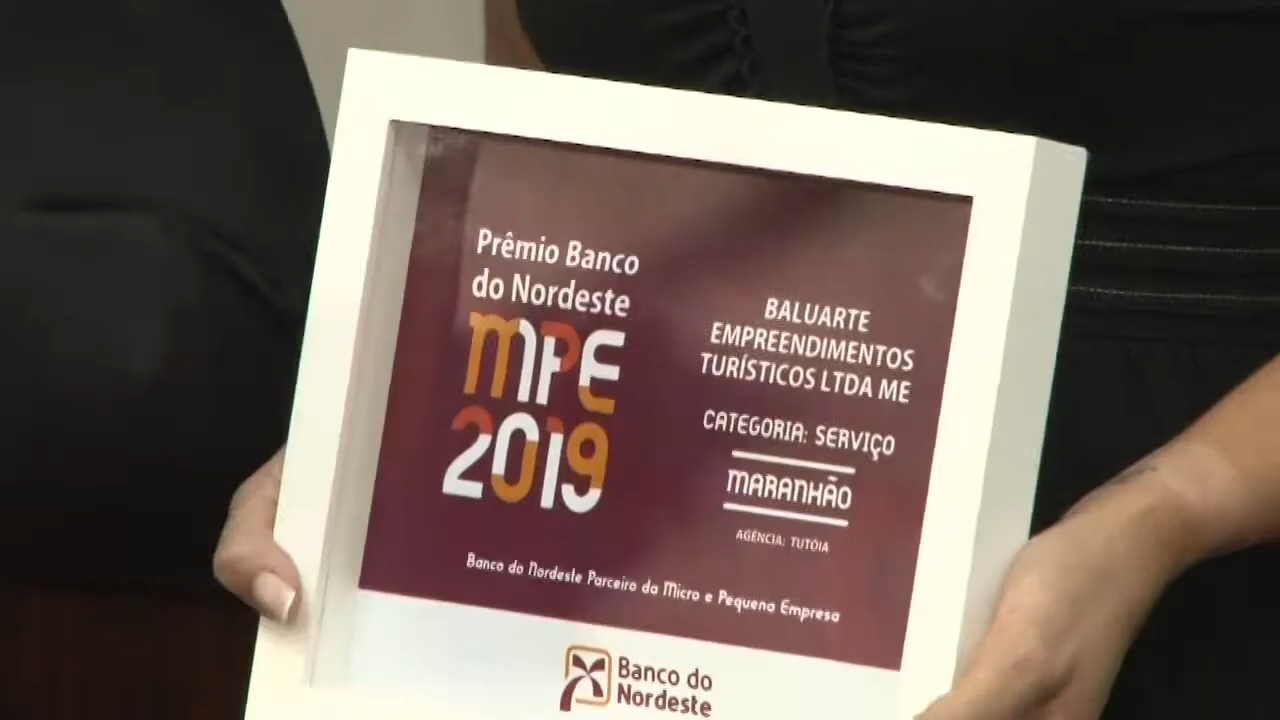 Prêmio Banco
do Nordeste
MPE
2019
BALUARTE
EMPREENDIMENTOS
TURÍSTICOS LTDA ME
CATEGORIA: SERVIÇO
MARANHÃO
AGÊNCIA: TUTÓIA
Banco do Nordeste Parceiro da Micro e Pequena Empresa
Banco do
Nordeste